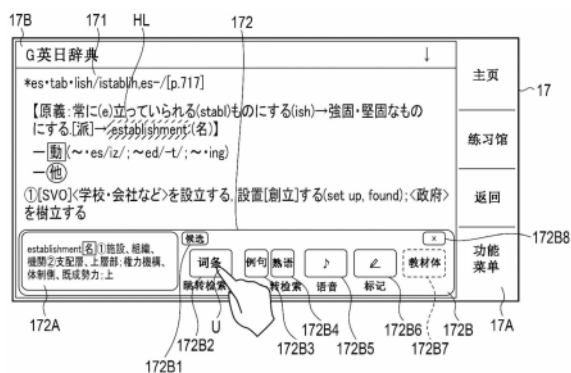 17B
171
HL
172
G英日辞典
↓
*es・tab・lish/istǽblih,es-/[p.717]
【原義:常に(e)立っていられる(stabl)ものにする(ish)→強固・堅固なもの
にする.[派]→establishment:(名)】
一動(~・es/iz/;~ed/-t/;~・ing)
一他
①[SVO]<学校・会社など>を設立する,設置[創立]する(set up, found);<政府>
を樹立する
主页
练习馆
返回
功能
菜单
17
17A
establishment名①施設、組織、
機関②支配層、上層部:権力機構、
体制側、既成勢力:上
候选
×
词条
例句
熟语
♪
教材体
跳转检索
转检索
语音
标记
172A
172B1
172B2
U
172B3
172B4
172B5
172B6
172B7
172B
172B8